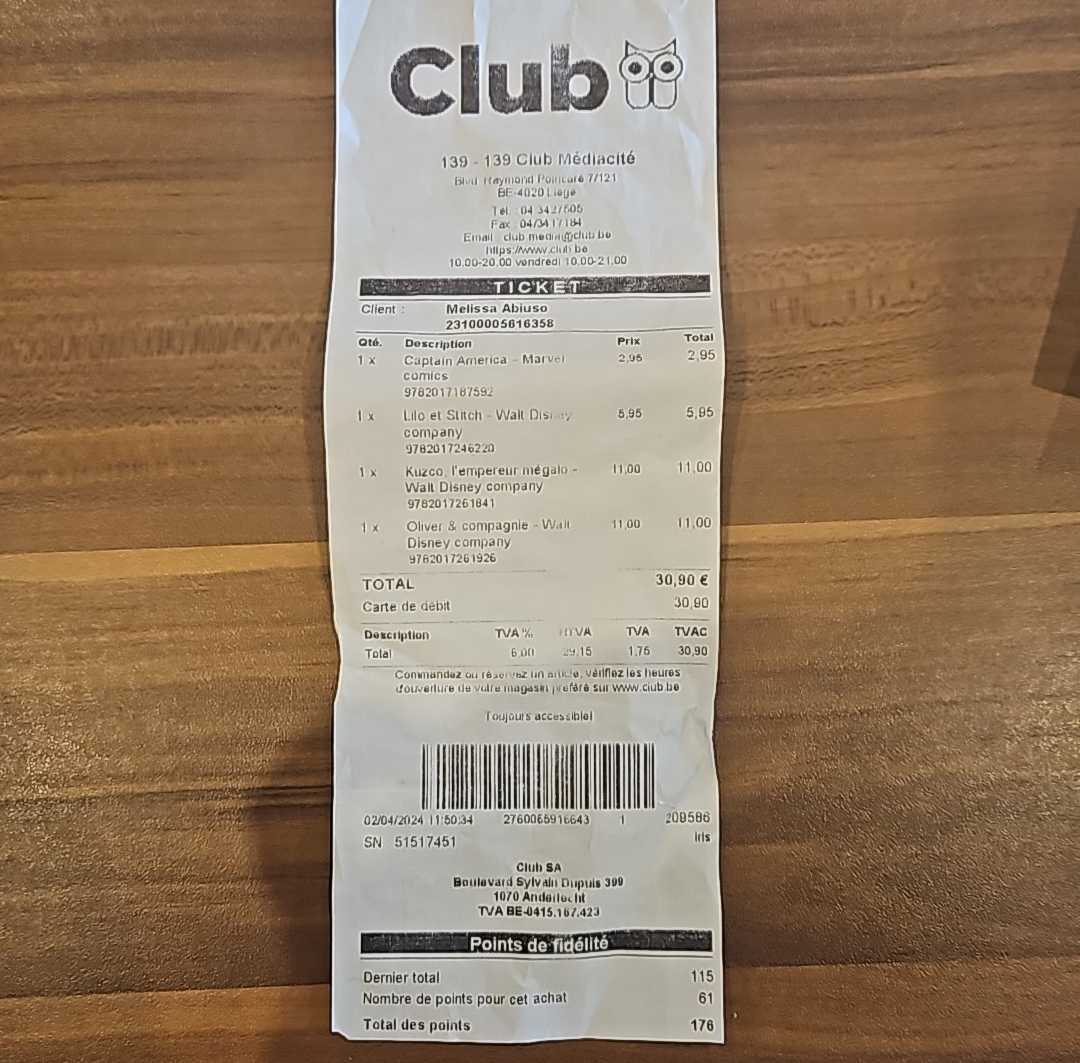 Club
139 - 139 Club Médiacité
Blvd Raymond Poincaré 7/121
BE-4020 Liège
Tél. : 04 3427605
Fax : 04/3417184
Email : club.media@club.be
https://www.club.be
10.00-20.00 vendredi 10.00-21.00
TICKET
Client : Melissa Abiuso
23100005616358
Qté. Description Prix Total
1 x Captain America - Marvel 2,95 2,95
comics
9782017187592
1 x Lilo et Stitch - Walt Disney 5,95 5,95
company
9782017246220
1 x Kuzco, l'empereur mégalo - 11,00 11,00
Walt Disney company
9782017261841
1 x Oliver & compagnie - Walt 11,00 11,00
Disney company
9782017261926
TOTAL 30,90 €
Carte de débit 30,90
Description TVA % HTVA TVA TVAC
Total 6,00 29,15 1,75 30,90
Commandez ou réservez un article, vérifiez les heures
d'ouverture de votre magasin préféré sur www.club.be
Toujours accessible!
02/04/2024 11:50:34 2760065916643 1 209586
SN 51517451 Iris
Club SA
Boulevard Sylvain Dupuis 399
1070 Anderlecht
TVA BE-0415.167.423
Points de fidélité
Dernier total 115
Nombre de points pour cet achat 61
Total des points 176